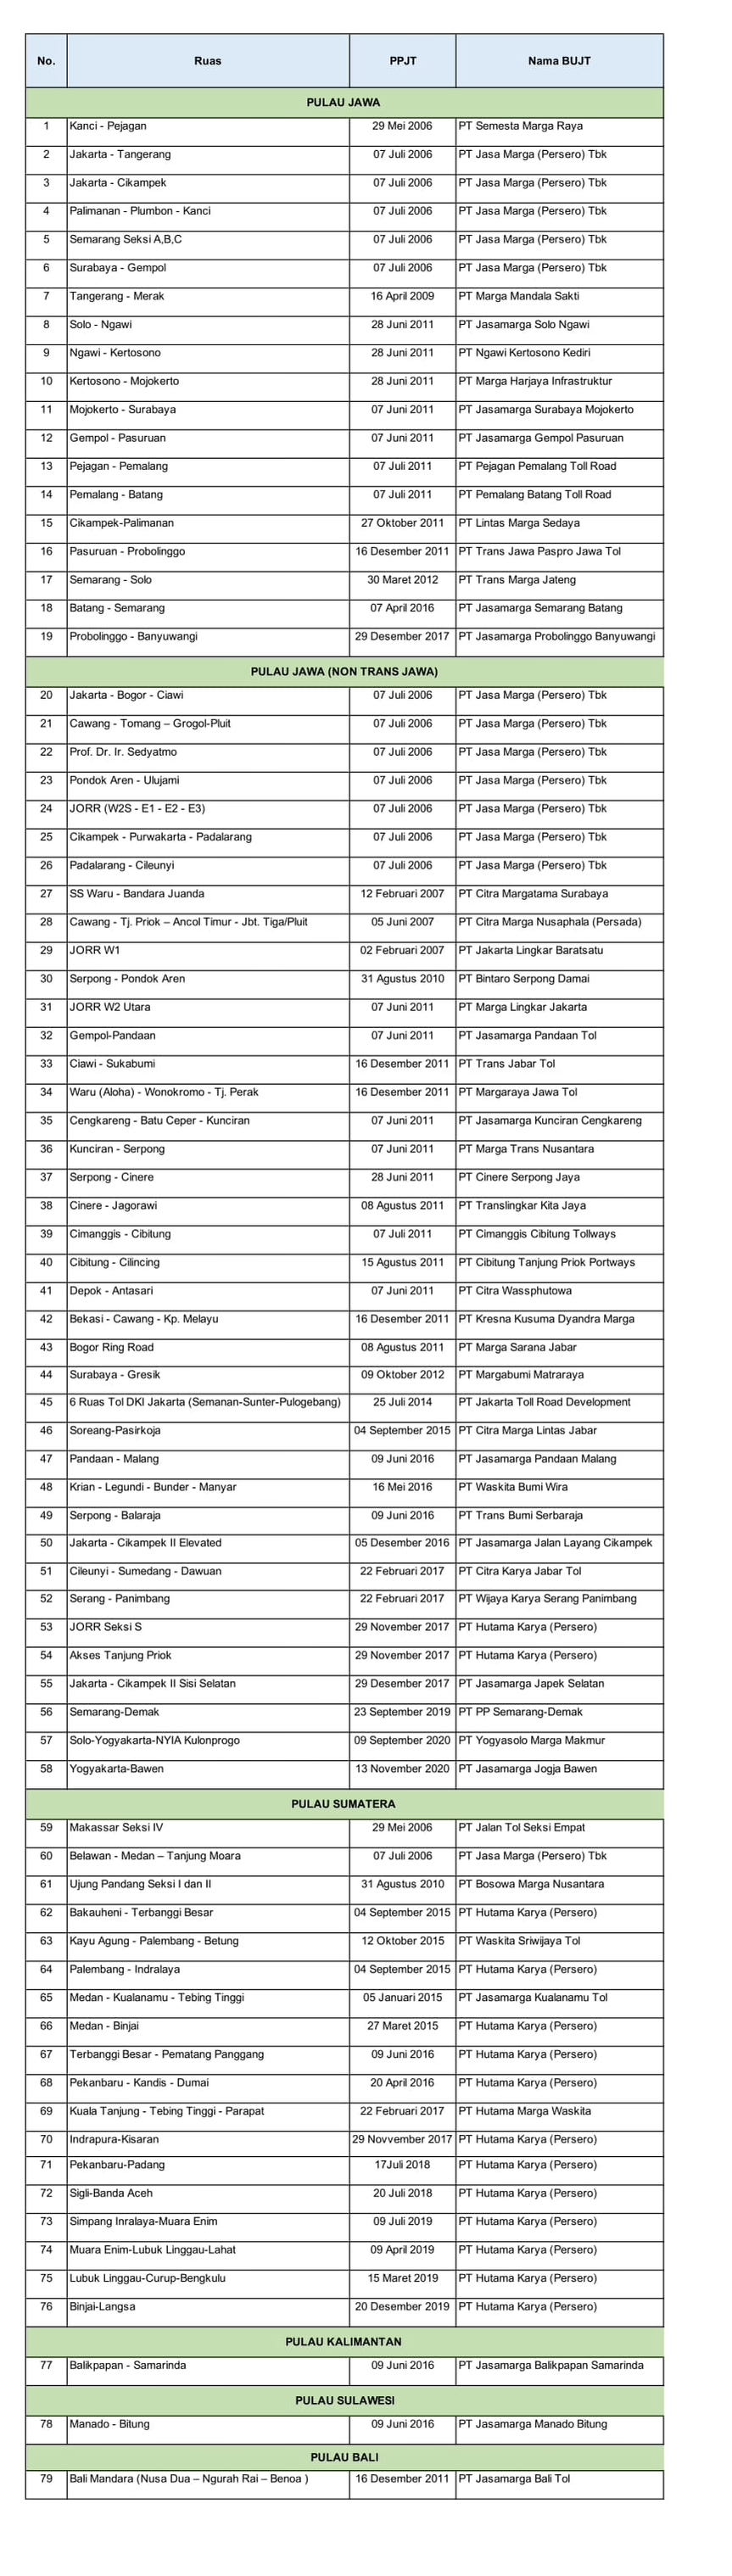 No. Ruas PPJT Nama BUJT
PULAU JAWA
1 Kanci - Pejagan 29 Mei 2006 PT Semesta Marga Raya
2 Jakarta - Tangerang 07 Juli 2006 PT Jasa Marga (Persero) Tbk
3 Jakarta - Cikampek 07 Juli 2006 PT Jasa Marga (Persero) Tbk
4 Palimanan - Plumbon - Kanci 07 Juli 2006 PT Jasa Marga (Persero) Tbk
5 Semarang Seksi A,B,C 07 Juli 2006 PT Jasa Marga (Persero) Tbk
6 Surabaya - Gempol 07 Juli 2006 PT Jasa Marga (Persero) Tbk
7 Tangerang - Merak 16 April 2009 PT Marga Mandala Sakti
8 Solo - Ngawi 28 Juni 2011 PT Jasamarga Solo Ngawi
9 Ngawi - Kertosono 28 Juni 2011 PT Ngawi Kertosono Kediri
10 Kertosono - Mojokerto 28 Juni 2011 PT Marga Harjaya Infrastruktur
11 Mojokerto - Surabaya 07 Juni 2011 PT Jasamarga Surabaya Mojokerto
12 Gempol - Pasuruan 07 Juni 2011 PT Jasamarga Gempol Pasuruan
13 Pejagan - Pemalang 07 Juli 2011 PT Pejagan Pemalang Toll Road
14 Pemalang - Batang 07 Juli 2011 PT Pemalang Batang Toll Road
15 Cikampek-Palimanan 27 Oktober 2011 PT Lintas Marga Sedaya
16 Pasuruan - Probolinggo 16 Desember 2011 PT Trans Jawa Paspro Jawa Tol
17 Semarang - Solo 30 Maret 2012 PT Trans Marga Jateng
18 Batang - Semarang 07 April 2016 PT Jasamarga Semarang Batang
19 Probolinggo - Banyuwangi 29 Desember 2017 PT Jasamarga Probolinggo Banyuwangi
PULAU JAWA (NON TRANS JAWA)
20 Jakarta - Bogor - Ciawi 07 Juli 2006 PT Jasa Marga (Persero) Tbk
21 Cawang - Tomang – Grogol-Pluit 07 Juli 2006 PT Jasa Marga (Persero) Tbk
22 Prof. Dr. Ir. Sedyatmo 07 Juli 2006 PT Jasa Marga (Persero) Tbk
23 Pondok Aren - Ulujami 07 Juli 2006 PT Jasa Marga (Persero) Tbk
24 JORR (W2S - E1 - E2 - E3) 07 Juli 2006 PT Jasa Marga (Persero) Tbk
25 Cikampek - Purwakarta - Padalarang 07 Juli 2006 PT Jasa Marga (Persero) Tbk
26 Padalarang - Cileunyi 07 Juli 2006 PT Jasa Marga (Persero) Tbk
27 SS Waru - Bandara Juanda 12 Februari 2007 PT Citra Margatama Surabaya
28 Cawang - Tj. Priok – Ancol Timur - Jbt. Tiga/Pluit 05 Juni 2007 PT Citra Marga Nusaphala (Persada)
29 JORR W1 02 Februari 2007 PT Jakarta Lingkar Baratsatu
30 Serpong - Pondok Aren 31 Agustus 2010 PT Bintaro Serpong Damai
31 JORR W2 Utara 07 Juni 2011 PT Marga Lingkar Jakarta
32 Gempol-Pandaan 07 Juni 2011 PT Jasamarga Pandaan Tol
33 Ciawi - Sukabumi 16 Desember 2011 PT Trans Jabar Tol
34 Waru (Aloha) - Wonokromo - Tj. Perak 16 Desember 2011 PT Margaraya Jawa Tol
35 Cengkareng - Batu Ceper - Kunciran 07 Juni 2011 PT Jasamarga Kunciran Cengkareng
36 Kunciran - Serpong 07 Juni 2011 PT Marga Trans Nusantara
37 Serpong - Cinere 28 Juni 2011 PT Cinere Serpong Jaya
38 Cinere - Jagorawi 08 Agustus 2011 PT Translingkar Kita Jaya
39 Cimanggis - Cibitung 07 Juli 2011 PT Cimanggis Cibitung Tollways
40 Cibitung - Cilincing 15 Agustus 2011 PT Cibitung Tanjung Priok Portways
41 Depok - Antasari 07 Juni 2011 PT Citra Wassphutowa
42 Bekasi - Cawang - Kp. Melayu 16 Desember 2011 PT Kresna Kusuma Dyandra Marga
43 Bogor Ring Road 08 Agustus 2011 PT Marga Sarana Jabar
44 Surabaya - Gresik 09 Oktober 2012 PT Margabumi Matraraya
45 6 Ruas Tol DKI Jakarta (Semanan-Sunter-Pulogebang) 25 Juli 2014 PT Jakarta Toll Road Development
46 Soreang-Pasirkoja 04 September 2015 PT Citra Marga Lintas Jabar
47 Pandaan - Malang 09 Juni 2016 PT Jasamarga Pandaan Malang
48 Krian - Legundi - Bunder - Manyar 16 Mei 2016 PT Waskita Bumi Wira
49 Serpong - Balaraja 09 Juni 2016 PT Trans Bumi Serbaraja
50 Jakarta - Cikampek II Elevated 05 Desember 2016 PT Jasamarga Jalan Layang Cikampek
51 Cileunyi - Sumedang - Dawuan 22 Februari 2017 PT Citra Karya Jabar Tol
52 Serang - Panimbang 22 Februari 2017 PT Wijaya Karya Serang Panimbang
53 JORR Seksi S 29 November 2017 PT Hutama Karya (Persero)
54 Akses Tanjung Priok 29 November 2017 PT Hutama Karya (Persero)
55 Jakarta - Cikampek II Sisi Selatan 29 Desember 2017 PT Jasamarga Japek Selatan
56 Semarang-Demak 23 September 2019 PT PP Semarang-Demak
57 Solo-Yogyakarta-NYIA Kulonprogo 09 September 2020 PT Yogyasolo Marga Makmur
58 Yogyakarta-Bawen 13 November 2020 PT Jasamarga Jogja Bawen
PULAU SUMATERA
59 Makassar Seksi IV 29 Mei 2006 PT Jalan Tol Seksi Empat
60 Belawan - Medan – Tanjung Moara 07 Juli 2006 PT Jasa Marga (Persero) Tbk
61 Ujung Pandang Seksi I dan II 31 Agustus 2010 PT Bosowa Marga Nusantara
62 Bakauheni - Terbanggi Besar 04 September 2015 PT Hutama Karya (Persero)
63 Kayu Agung - Palembang - Betung 12 Oktober 2015 PT Waskita Sriwijaya Tol
64 Palembang - Indralaya 04 September 2015 PT Hutama Karya (Persero)
65 Medan - Kualanamu - Tebing Tinggi 05 Januari 2015 PT Jasamarga Kualanamu Tol
66 Medan - Binjai 27 Maret 2015 PT Hutama Karya (Persero)
67 Terbanggi Besar - Pematang Panggang 09 Juni 2016 PT Hutama Karya (Persero)
68 Pekanbaru - Kandis - Dumai 20 April 2016 PT Hutama Karya (Persero)
69 Kuala Tanjung - Tebing Tinggi - Parapat 22 Februari 2017 PT Hutama Marga Waskita
70 Indrapura-Kisaran 29 Novvember 2017 PT Hutama Karya (Persero)
71 Pekanbaru-Padang 17Juli 2018 PT Hutama Karya (Persero)
72 Sigli-Banda Aceh 20 Juli 2018 PT Hutama Karya (Persero)
73 Simpang Inralaya-Muara Enim 09 Juli 2019 PT Hutama Karya (Persero)
74 Muara Enim-Lubuk Linggau-Lahat 09 April 2019 PT Hutama Karya (Persero)
75 Lubuk Linggau-Curup-Bengkulu 15 Maret 2019 PT Hutama Karya (Persero)
76 Binjai-Langsa 20 Desember 2019 PT Hutama Karya (Persero)
PULAU KALIMANTAN
77 Balikpapan - Samarinda 09 Juni 2016 PT Jasamarga Balikpapan Samarinda
PULAU SULAWESI
78 Manado - Bitung 09 Juni 2016 PT Jasamarga Manado Bitung
PULAU BALI
79 Bali Mandara (Nusa Dua – Ngurah Rai – Benoa ) 16 Desember 2011 PT Jasamarga Bali Tol